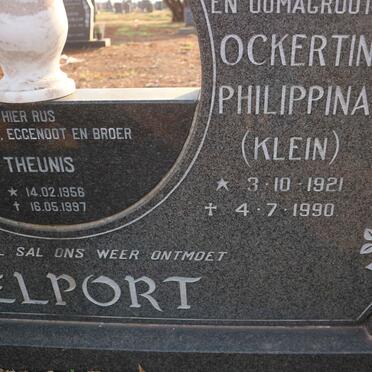 HIER RUS
EGGENOOT EN BROER
THEUNIS
★ 14.02.1956
✝ 16.05.1997
EN OUMAGROOT
OCKERTIN
PHILIPPINA
(KLEIN)
★ 3·10·1921
✝ 4·7·1990
SAL ONS WEER ONTMOET
ELPORT